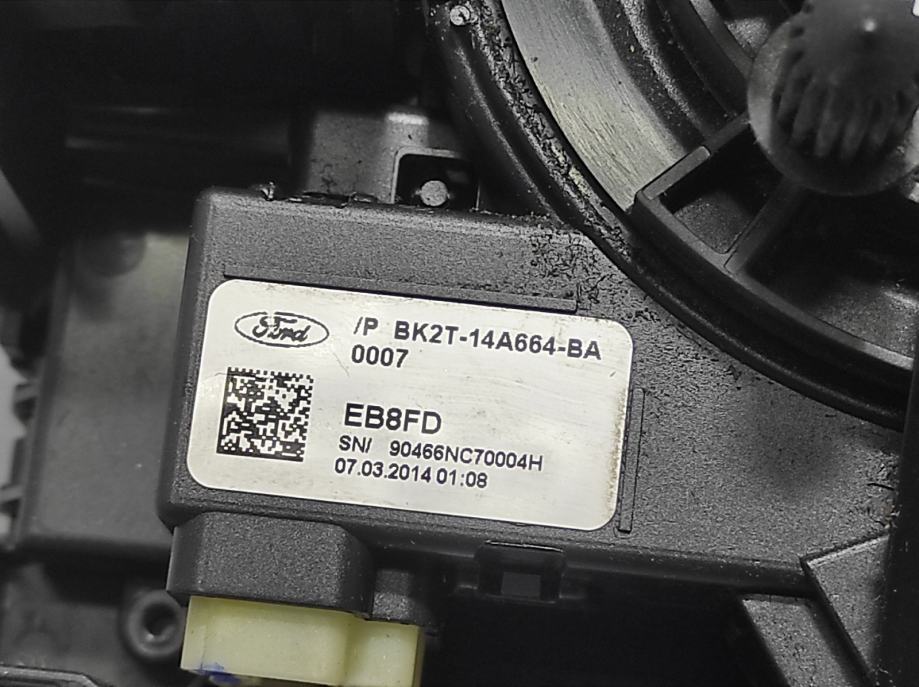 Ford
/P BK2T-14A664-BA
0007
EB8FD
SN/ 90466NC70004H
07.03.2014 01:08